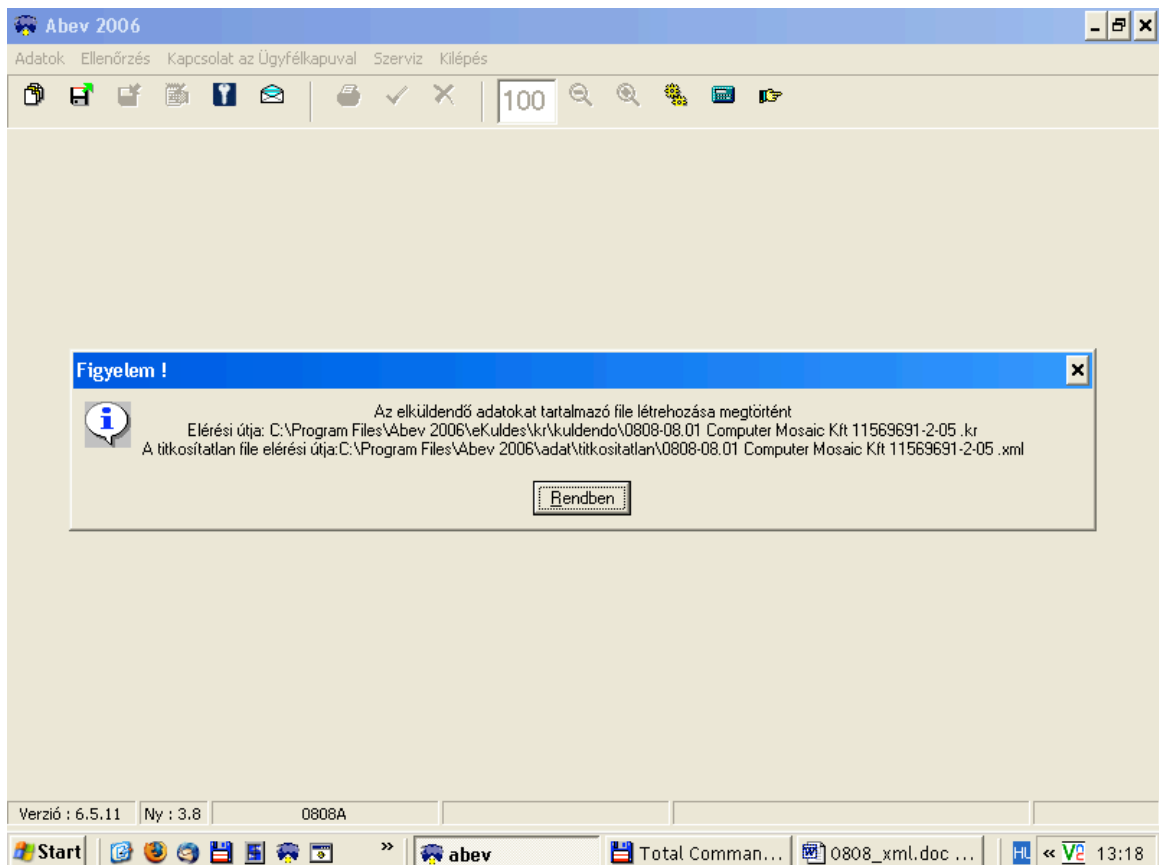 Abev 2006
Adatok Ellenőrzés Kapcsolat az Ügyfélkapuval Szerviz Kilépés
100
Figyelem !
Az elküldendő adatokat tartalmazó file létrehozása megtörtént
Elérési útja: C:\Program Files\Abev 2006\eKuldes\kr\kuldendo\0808-08.01 Computer Mosaic Kft 11569691-2-05 .kr
A titkosítatlan file elérési útja:C:\Program Files\Abev 2006\adat\titkositatlan\0808-08.01 Computer Mosaic Kft 11569691-2-05 .xml
Rendben
Verzió : 6.5.11 Ny : 3.8 0808A
Start » abev Total Comman... 0808_xml.doc ... HU « 13:18